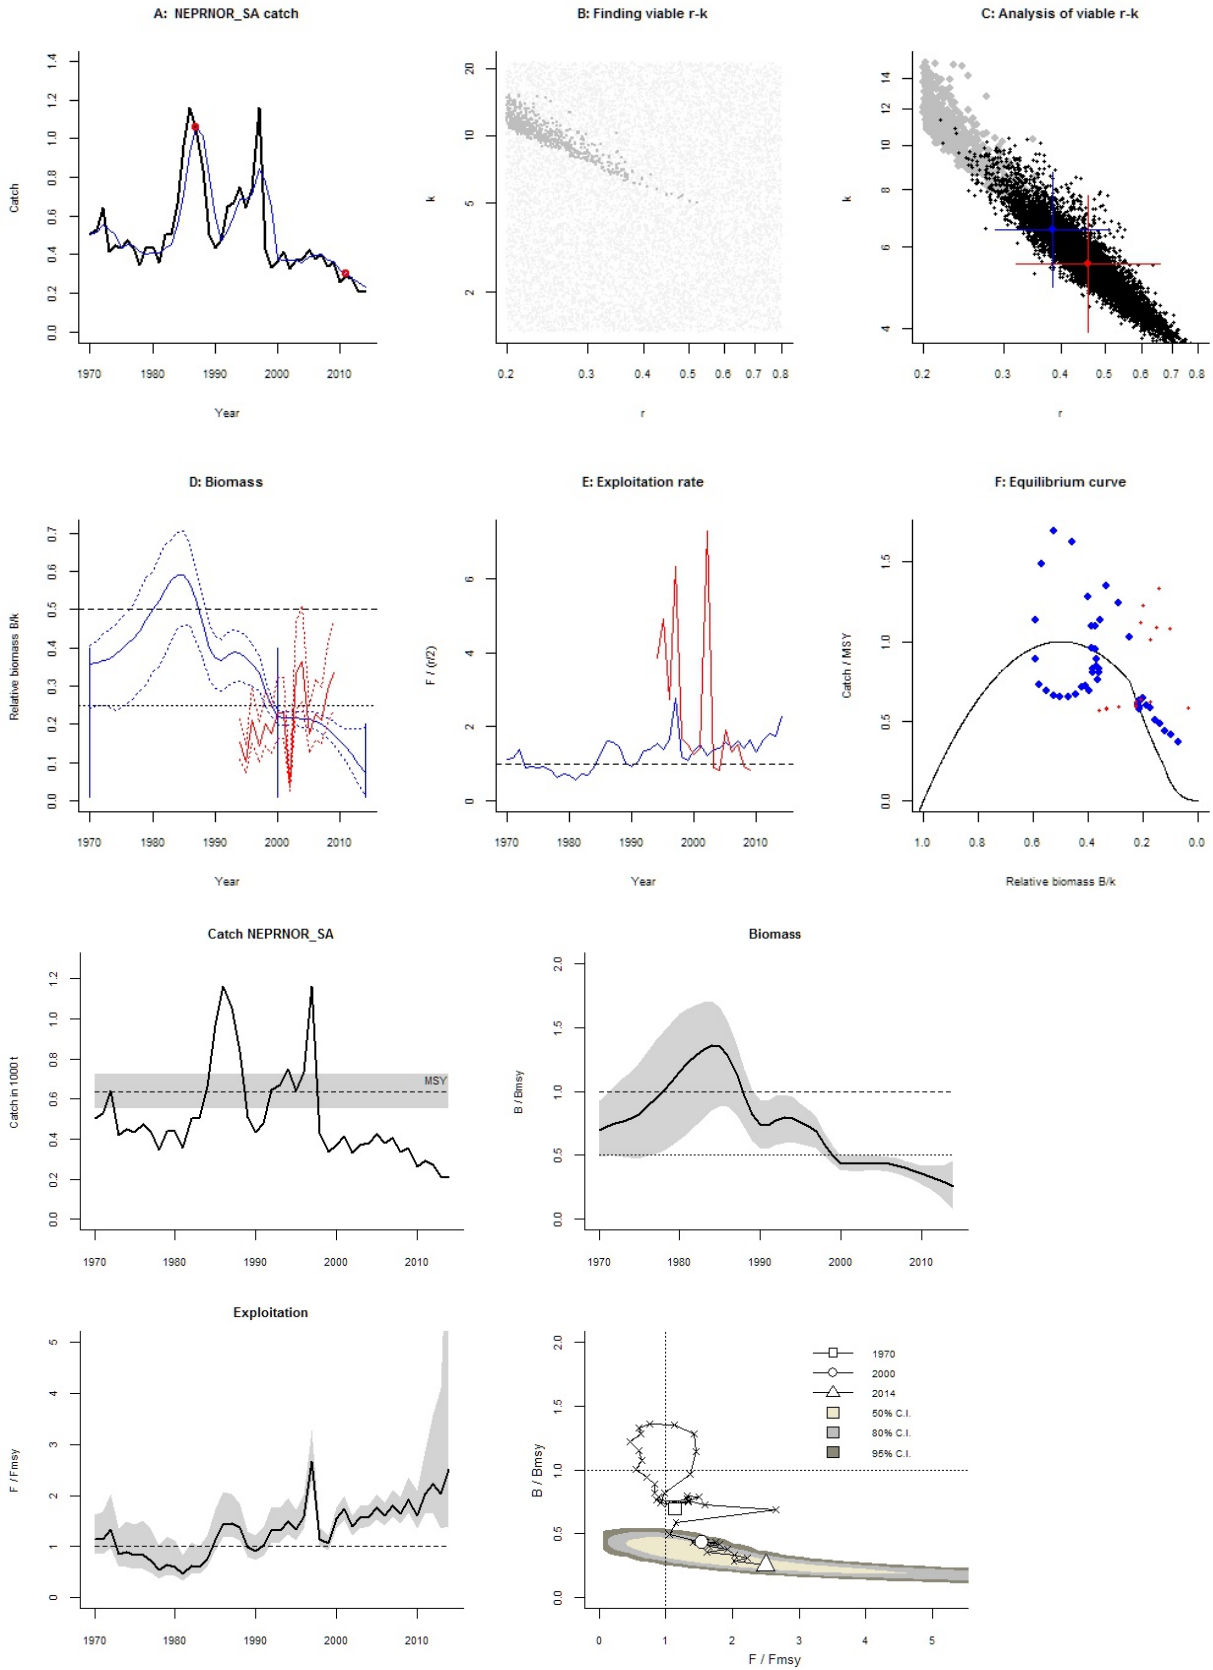 A: NEPRNOR_SA catch
B: Finding viable r-k
C: Analysis of viable r-k
Catch
0.0 0.2 0.4 0.6 0.8 1.0 1.2 1.4
1970 1980 1990 2000 2010
Year
k
2 5 10 20
0.2 0.3 0.4 0.5 0.6 0.7 0.8
r
k
4 6 8 10 12 14
0.2 0.3 0.4 0.5 0.6 0.7 0.8
r
D: Biomass
E: Exploitation rate
F: Equilibrium curve
Relative biomass B/k
0.0 0.1 0.2 0.3 0.4 0.5 0.6 0.7
1970 1980 1990 2000 2010
Year
F / (r/2)
0 2 4 6
1970 1980 1990 2000 2010
Year
Catch / MSY
0.0 0.5 1.0 1.5
1.0 0.8 0.6 0.4 0.2 0.0
Relative biomass B/k
Catch NEPRNOR_SA
Biomass
Catch in 1000 t
0.0 0.2 0.4 0.6 0.8 1.0 1.2
MSY
1970 1980 1990 2000 2010
B / Bmsy
0.0 0.5 1.0 1.5 2.0
1970 1980 1990 2000 2010
Exploitation
F / Fmsy
0 1 2 3 4 5
1970 1980 1990 2000 2010
B / Bmsy
0.0 0.5 1.0 1.5 2.0
1970
2000
2014
50% C.I.
80% C.I.
95% C.I.
0 1 2 3 4 5
F / Fmsy